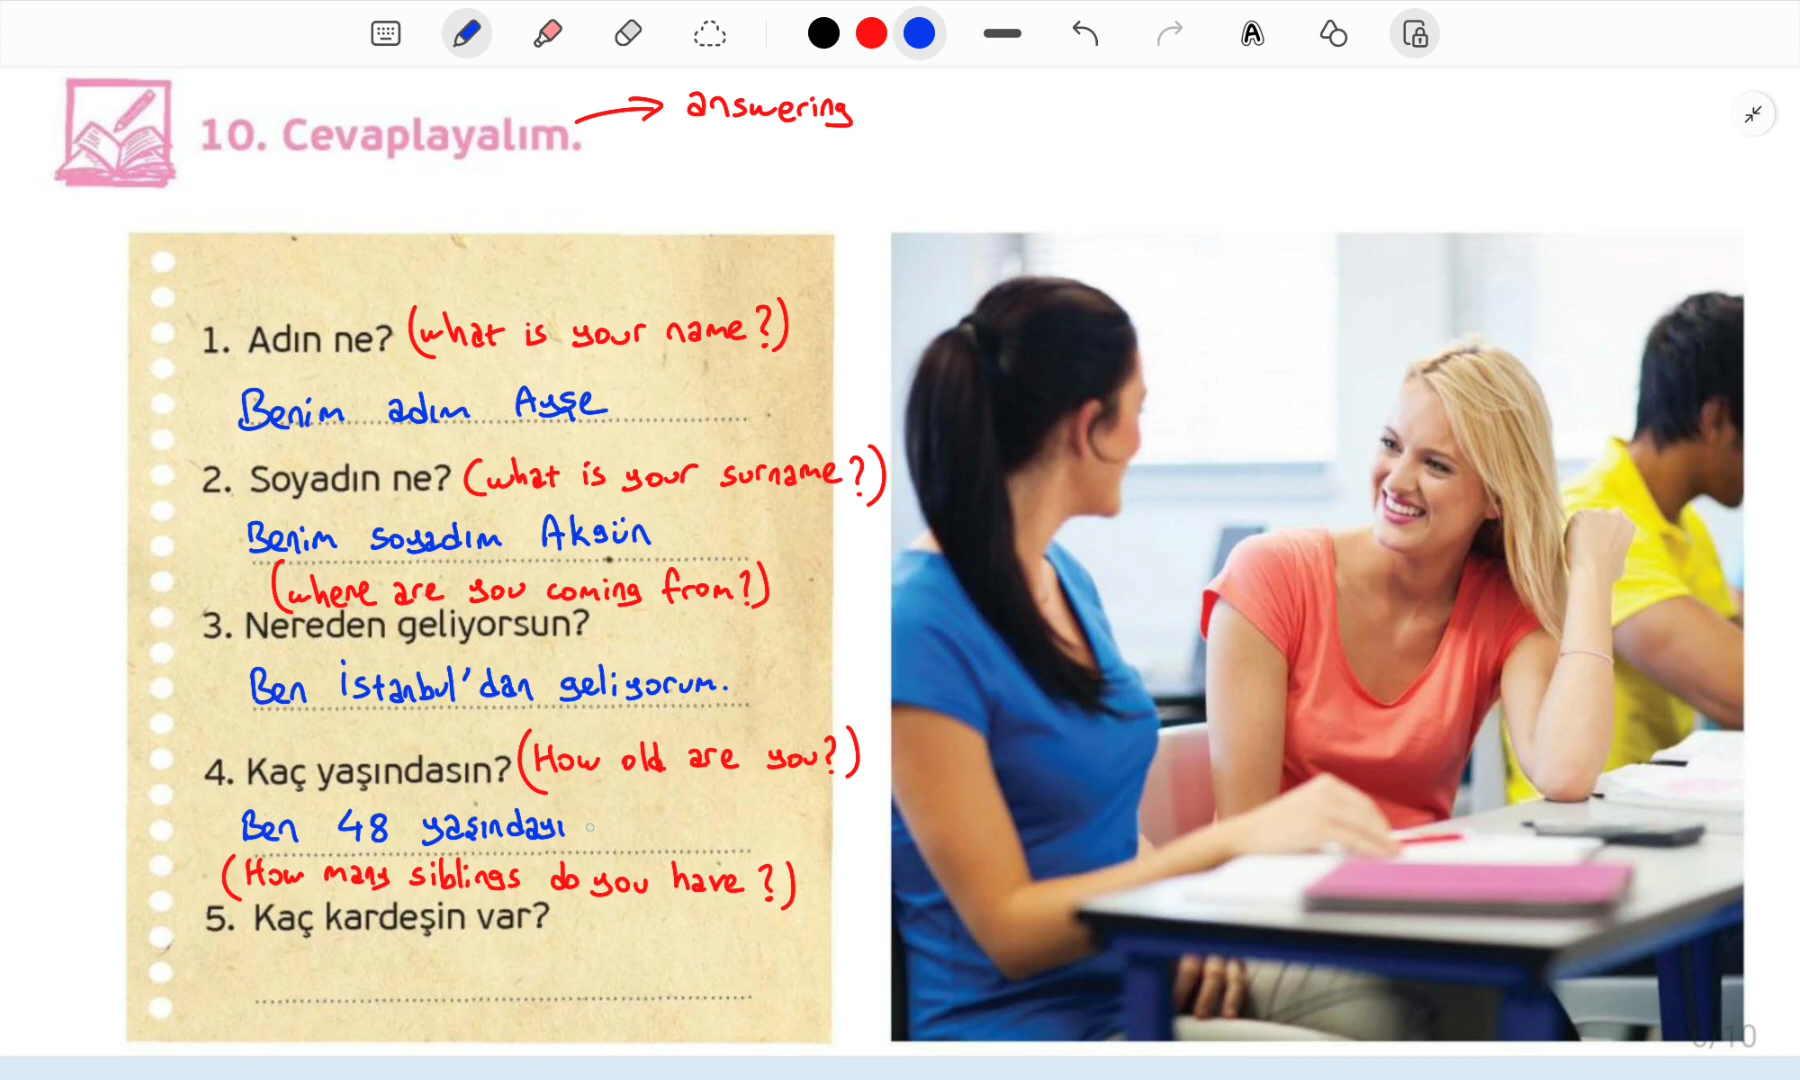 10. Cevaplayalım. → answering
1. Adın ne? (what is your name?)
Benim adım Ayşe
2. Soyadın ne? (what is your surname?)
Benim soyadım Akgün
(where are you coming from?)
3. Nereden geliyorsun?
Ben İstanbul'dan geliyorum.
4. Kaç yaşındasın? (How old are you?)
Ben 48 yaşındayı
(How many siblings do you have?)
5. Kaç kardeşin var?